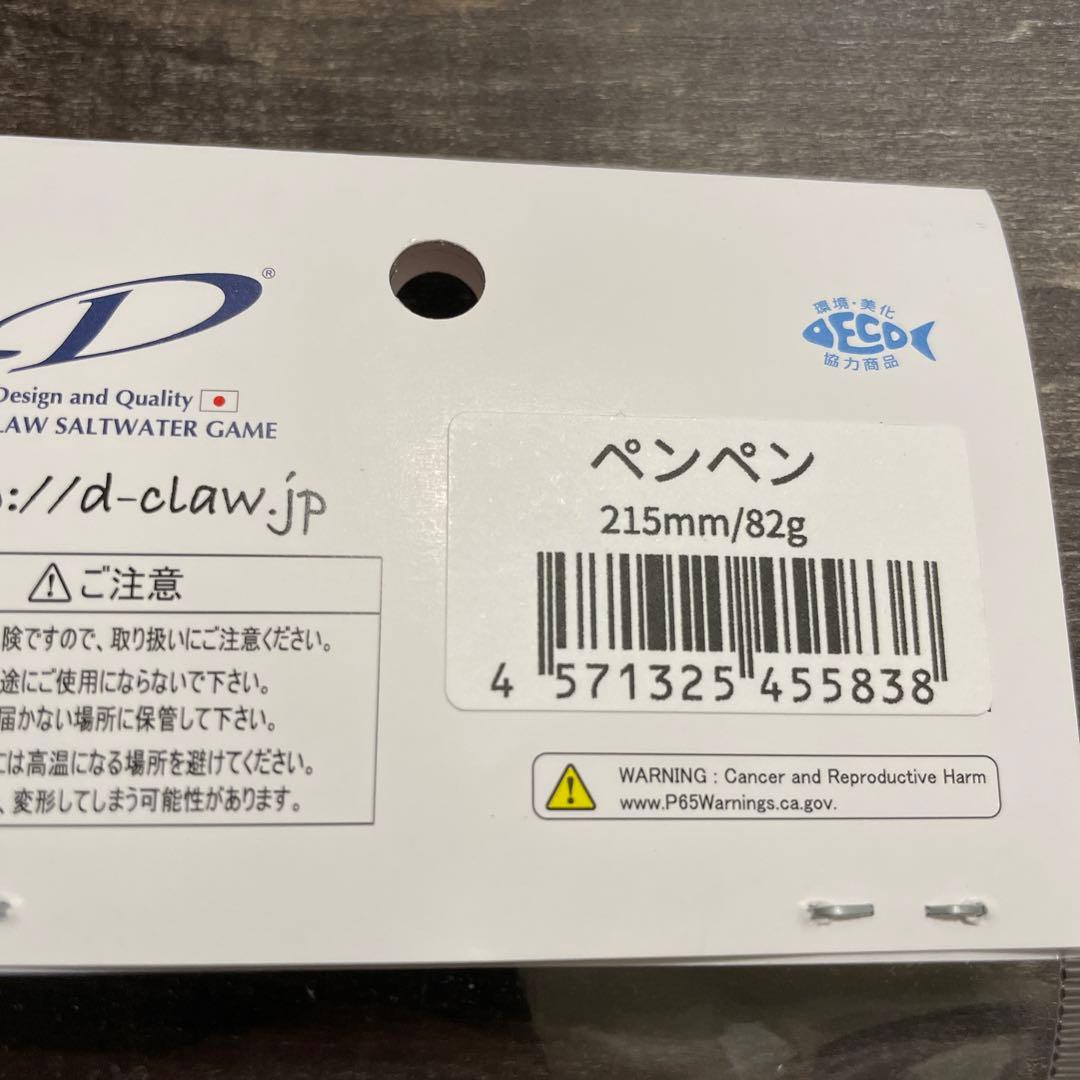 ®
Design and Quality
LAW SALTWATER GAME
://d-claw.jp
ご注意
険ですので、取り扱いにご注意ください。
途にご使用にならないで下さい。
届かない場所に保管して下さい。
には高温になる場所を避けてください。
、変形してしまう可能性があります。
環境・美化
ECO
協力商品
ペンペン
215mm/82g
4 571325 455838
WARNING : Cancer and Reproductive Harm
www.P65Warnings.ca.gov.